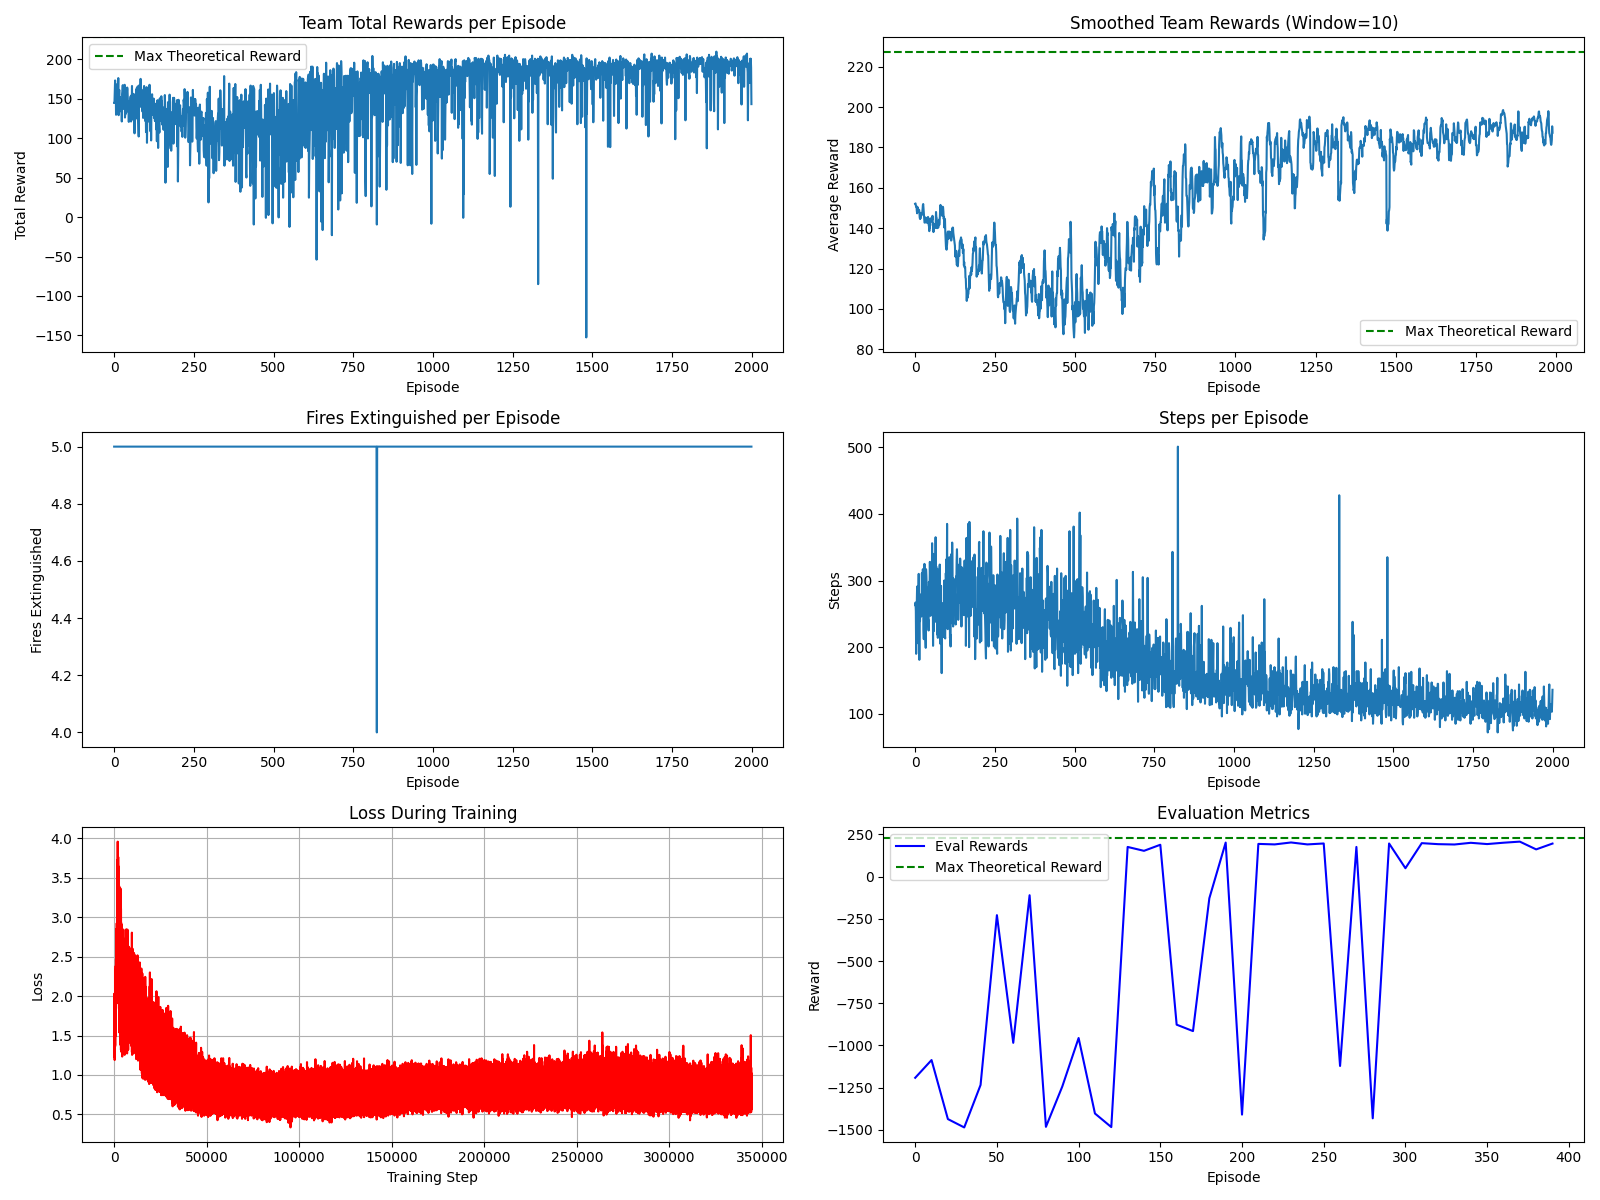 Team Total Rewards per Episode
Max Theoretical Reward
Total Reward
200
150
100
50
0
−50
−100
−150
0 250 500 750 1000 1250 1500 1750 2000
Episode
Smoothed Team Rewards (Window=10)
Average Reward
220
200
180
160
140
120
100
80
Max Theoretical Reward
0 250 500 750 1000 1250 1500 1750 2000
Episode
Fires Extinguished per Episode
Fires Extinguished
5.0
4.8
4.6
4.4
4.2
4.0
0 250 500 750 1000 1250 1500 1750 2000
Episode
Steps per Episode
Steps
500
400
300
200
100
0 250 500 750 1000 1250 1500 1750 2000
Episode
Loss During Training
Loss
4.0
3.5
3.0
2.5
2.0
1.5
1.0
0.5
0 50000 100000 150000 200000 250000 300000 350000
Training Step
Evaluation Metrics
Eval Rewards
Max Theoretical Reward
Reward
250
0
−250
−500
−750
−1000
−1250
−1500
0 50 100 150 200 250 300 350 400
Episode